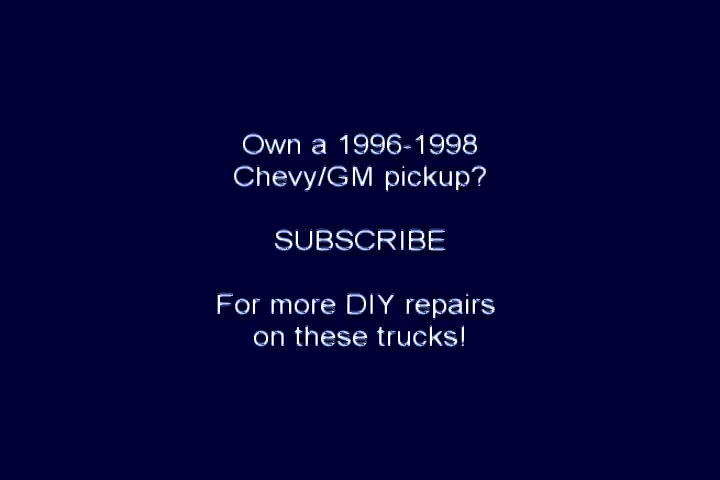 Own a 1996-1998
Chevy/GM pickup?
SUBSCRIBE
For more DIY repairs
on these trucks!